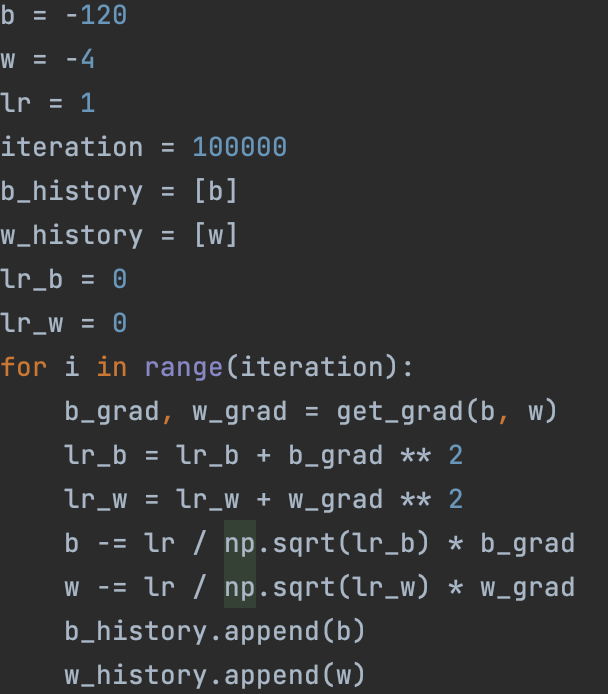 b = -120
w = -4
lr = 1
iteration = 100000
b_history = [b]
w_history = [w]
lr_b = 0
lr_w = 0
for i in range(iteration):
    b_grad, w_grad = get_grad(b, w)
    lr_b = lr_b + b_grad ** 2
    lr_w = lr_w + w_grad ** 2
    b -= lr / np.sqrt(lr_b) * b_grad
    w -= lr / np.sqrt(lr_w) * w_grad
    b_history.append(b)
    w_history.append(w)